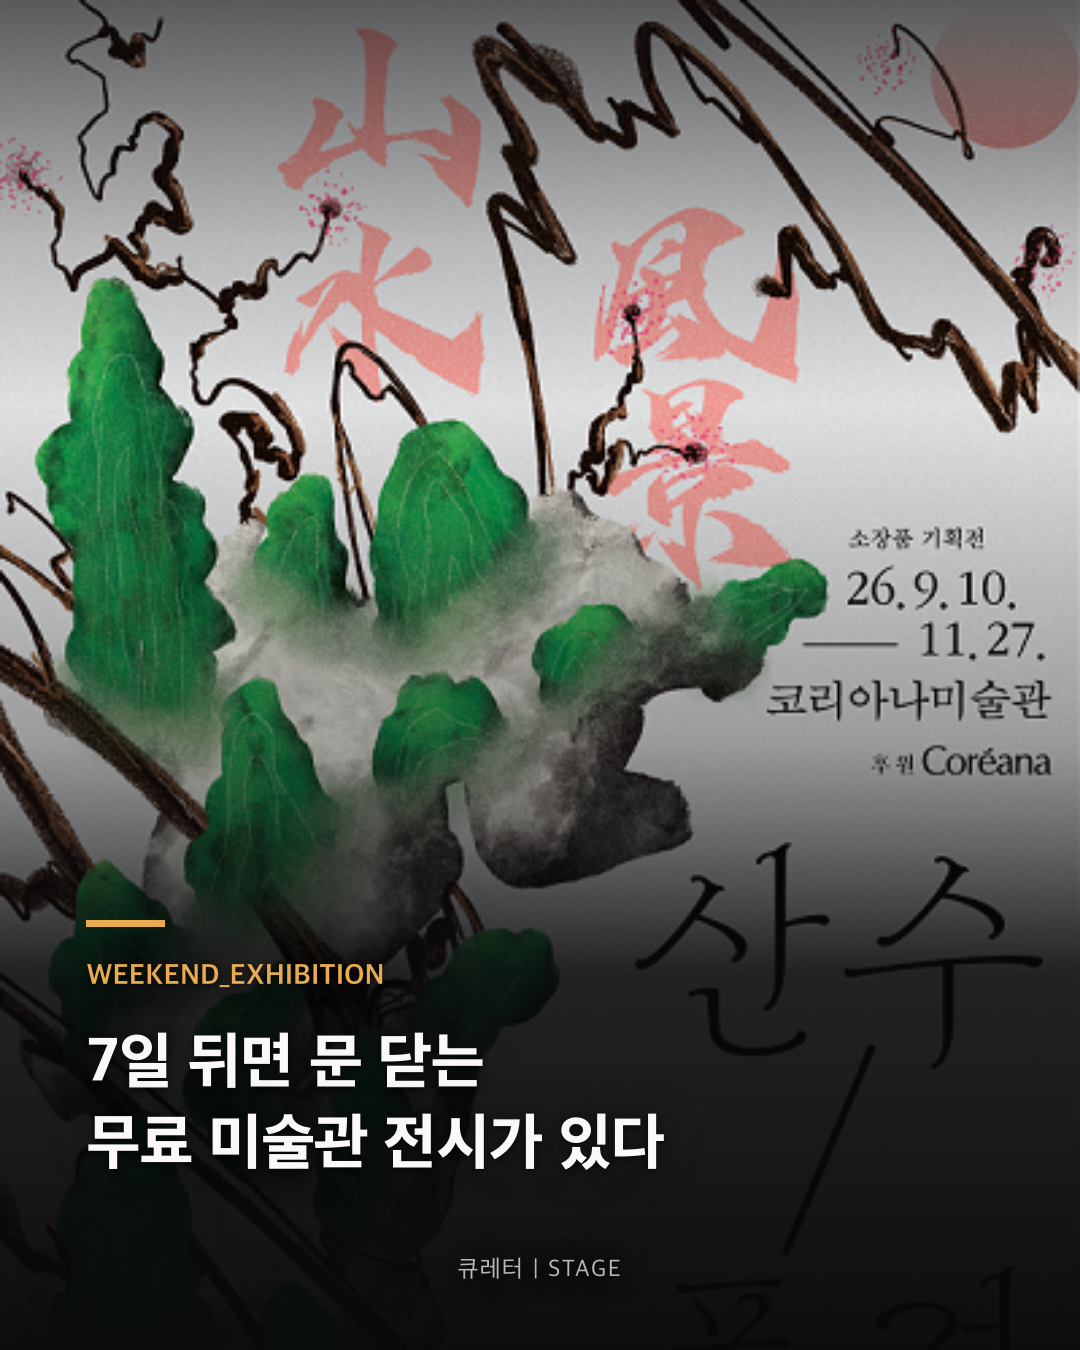 山水
風景
소장품 기획전
26. 9. 10.
— 11. 27.
코리아나미술관
후원 Coréana
산수
/
WEEKEND_EXHIBITION
7일 뒤면 문 닫는
무료 미술관 전시가 있다
큐레터 | STAGE